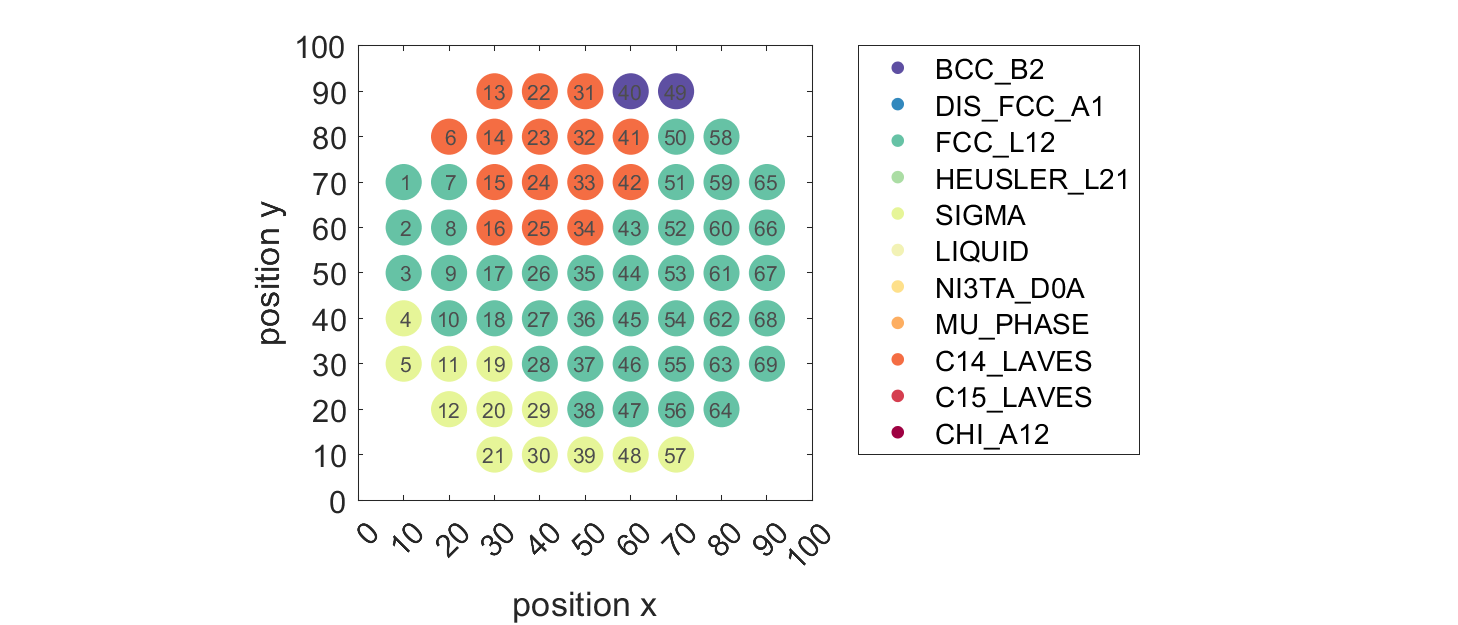 100
90
80
70
60
50
40
30
20
10
0
position y
13 22 31 40 49
6 14 23 32 41 50 58
1 7 15 24 33 42 51 59 65
2 8 16 25 34 43 52 60 66
3 9 17 26 35 44 53 61 67
4 10 18 27 36 45 54 62 68
5 11 19 28 37 46 55 63 69
12 20 29 38 47 56 64
21 30 39 48 57
0 10 20 30 40 50 60 70 80 90 100
position x
BCC_B2
DIS_FCC_A1
FCC_L12
HEUSLER_L21
SIGMA
LIQUID
NI3TA_D0A
MU_PHASE
C14_LAVES
C15_LAVES
CHI_A12